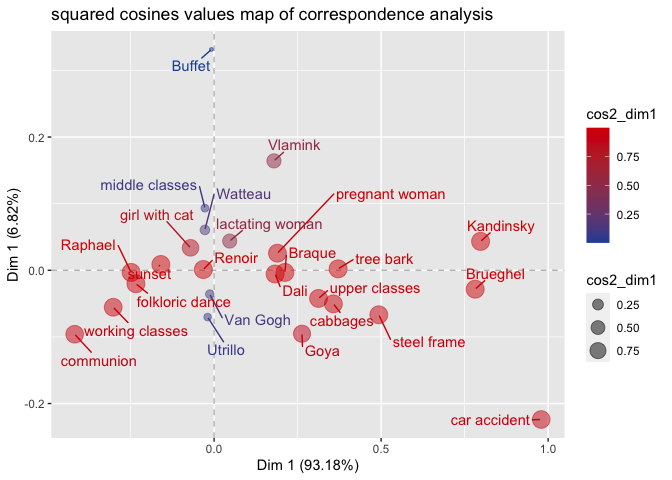 squared cosines values map of correspondence analysis
Buffet
Vlamink
middle classes
Watteau
pregnant woman
girl with cat
lactating woman
Kandinsky
Raphael
Renoir
Braque
tree bark
sunset
Brueghel
folkloric dance
Dali
upper classes
working classes
Van Gogh
cabbages
communion
Utrillo
Goya
steel frame
car accident
0.2
0.0
-0.2
Dim 1 (6.82%)
0.0
0.5
1.0
Dim 1 (93.18%)
cos2_dim1
0.75
0.50
0.25
cos2_dim1
0.25
0.50
0.75